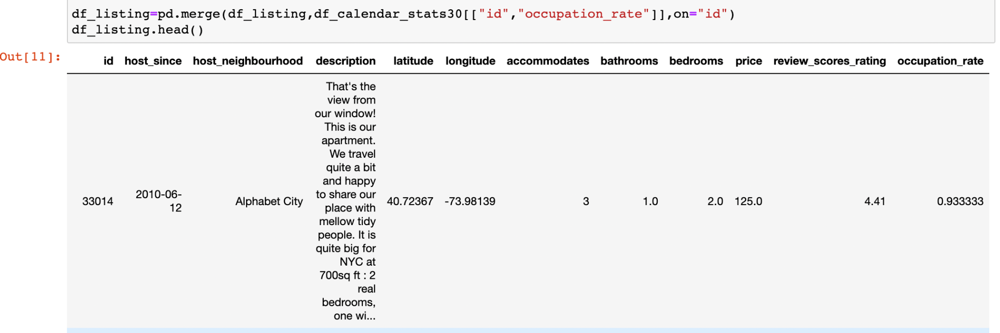 df_listing=pd.merge(df_listing,df_calendar_stats30[["id","occupation_rate"]],on="id")
df_listing.head()
Out[11]:
id host_since host_neighbourhood description latitude longitude accommodates bathrooms bedrooms price review_scores_rating occupation_rate
That's the
view from
our window!
This is our
apartment.
We travel
quite a bit
and happy
to share our
place with
mellow tidy
people. It is
quite big for
NYC at
700sq ft : 2
real
bedrooms,
one wi...
33014
2010-06-
12
Alphabet City
40.72367 -73.98139 3 1.0 2.0 125.0 4.41 0.933333